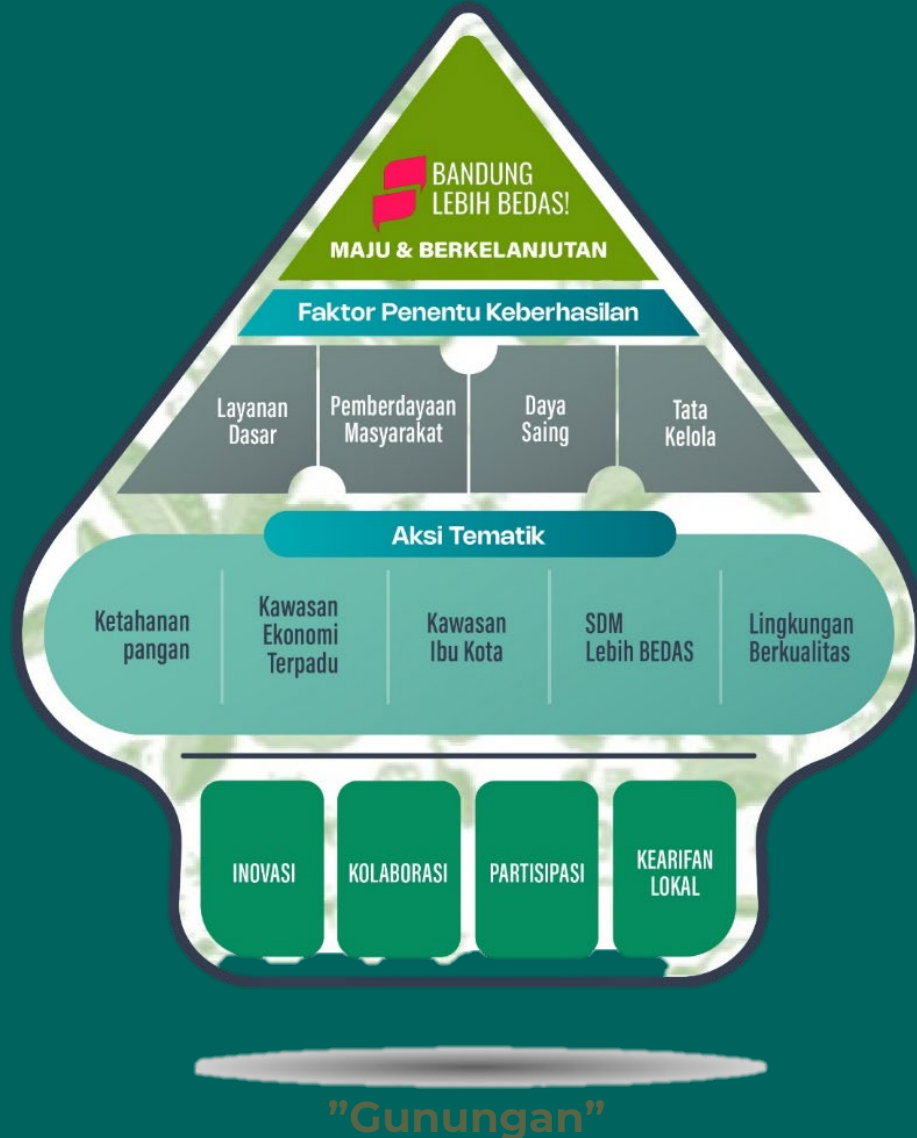 BANDUNG
LEBIH BEDAS!
MAJU & BERKELANJUTAN
Faktor Penentu Keberhasilan
Layanan
Dasar
Pemberdayaan
Masyarakat
Daya
Saing
Tata
Kelola
Aksi Tematik
Ketahanan
pangan
Kawasan
Ekonomi
Terpadu
Kawasan
Ibu Kota
SDM
Lebih BEDAS
Lingkungan
Berkualitas
INOVASI
KOLABORASI
PARTISIPASI
KEARIFAN
LOKAL
”Gunungan”